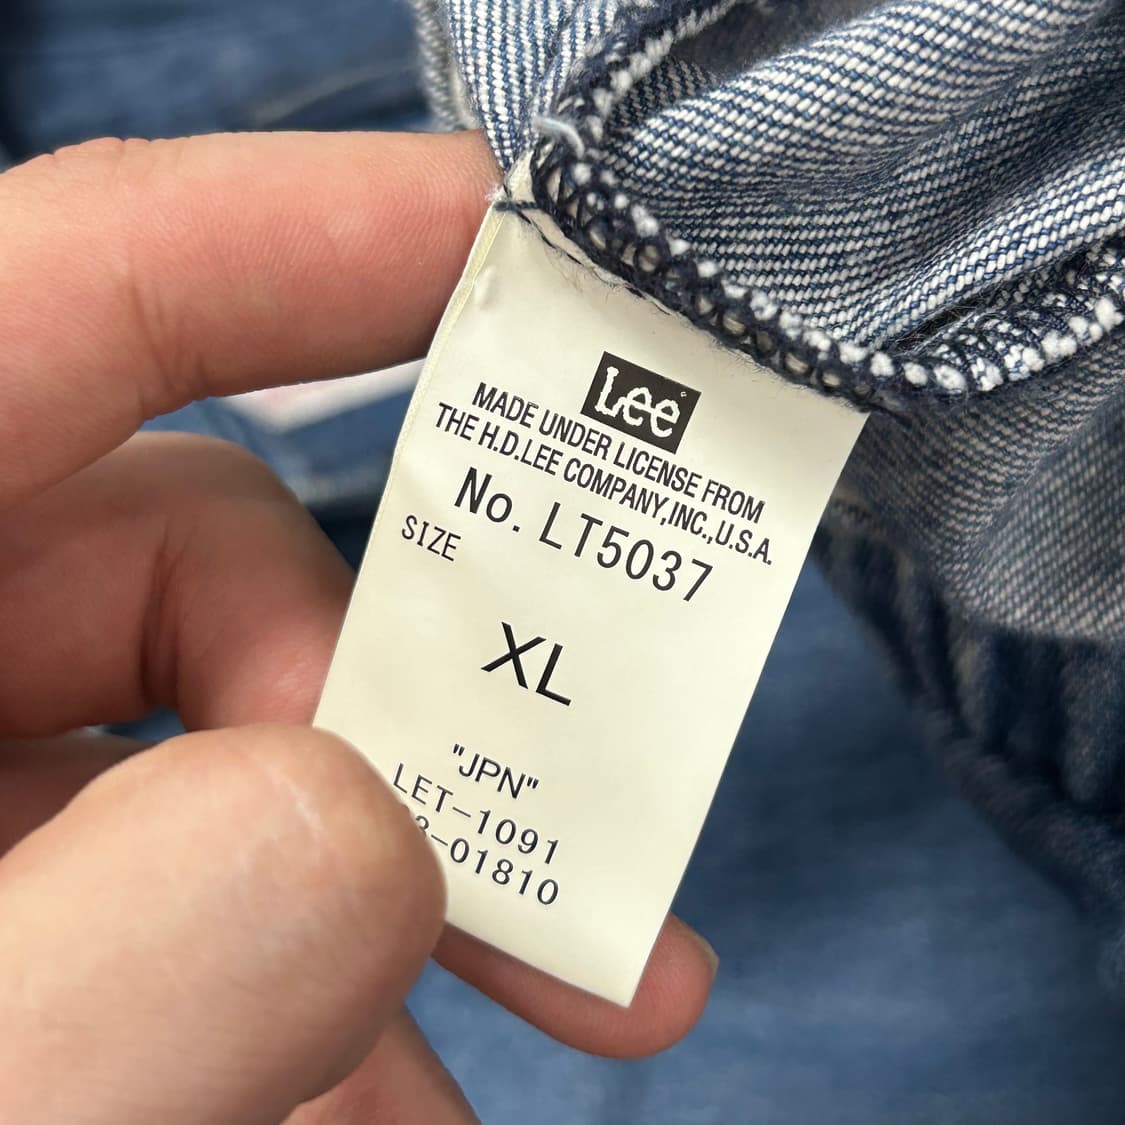 Lee
MADE UNDER LICENSE FROM
THE H.D.LEE COMPANY,INC.,U.S.A.
No. LT5037
SIZE
XL
"JPN"
LET-1091
-01810